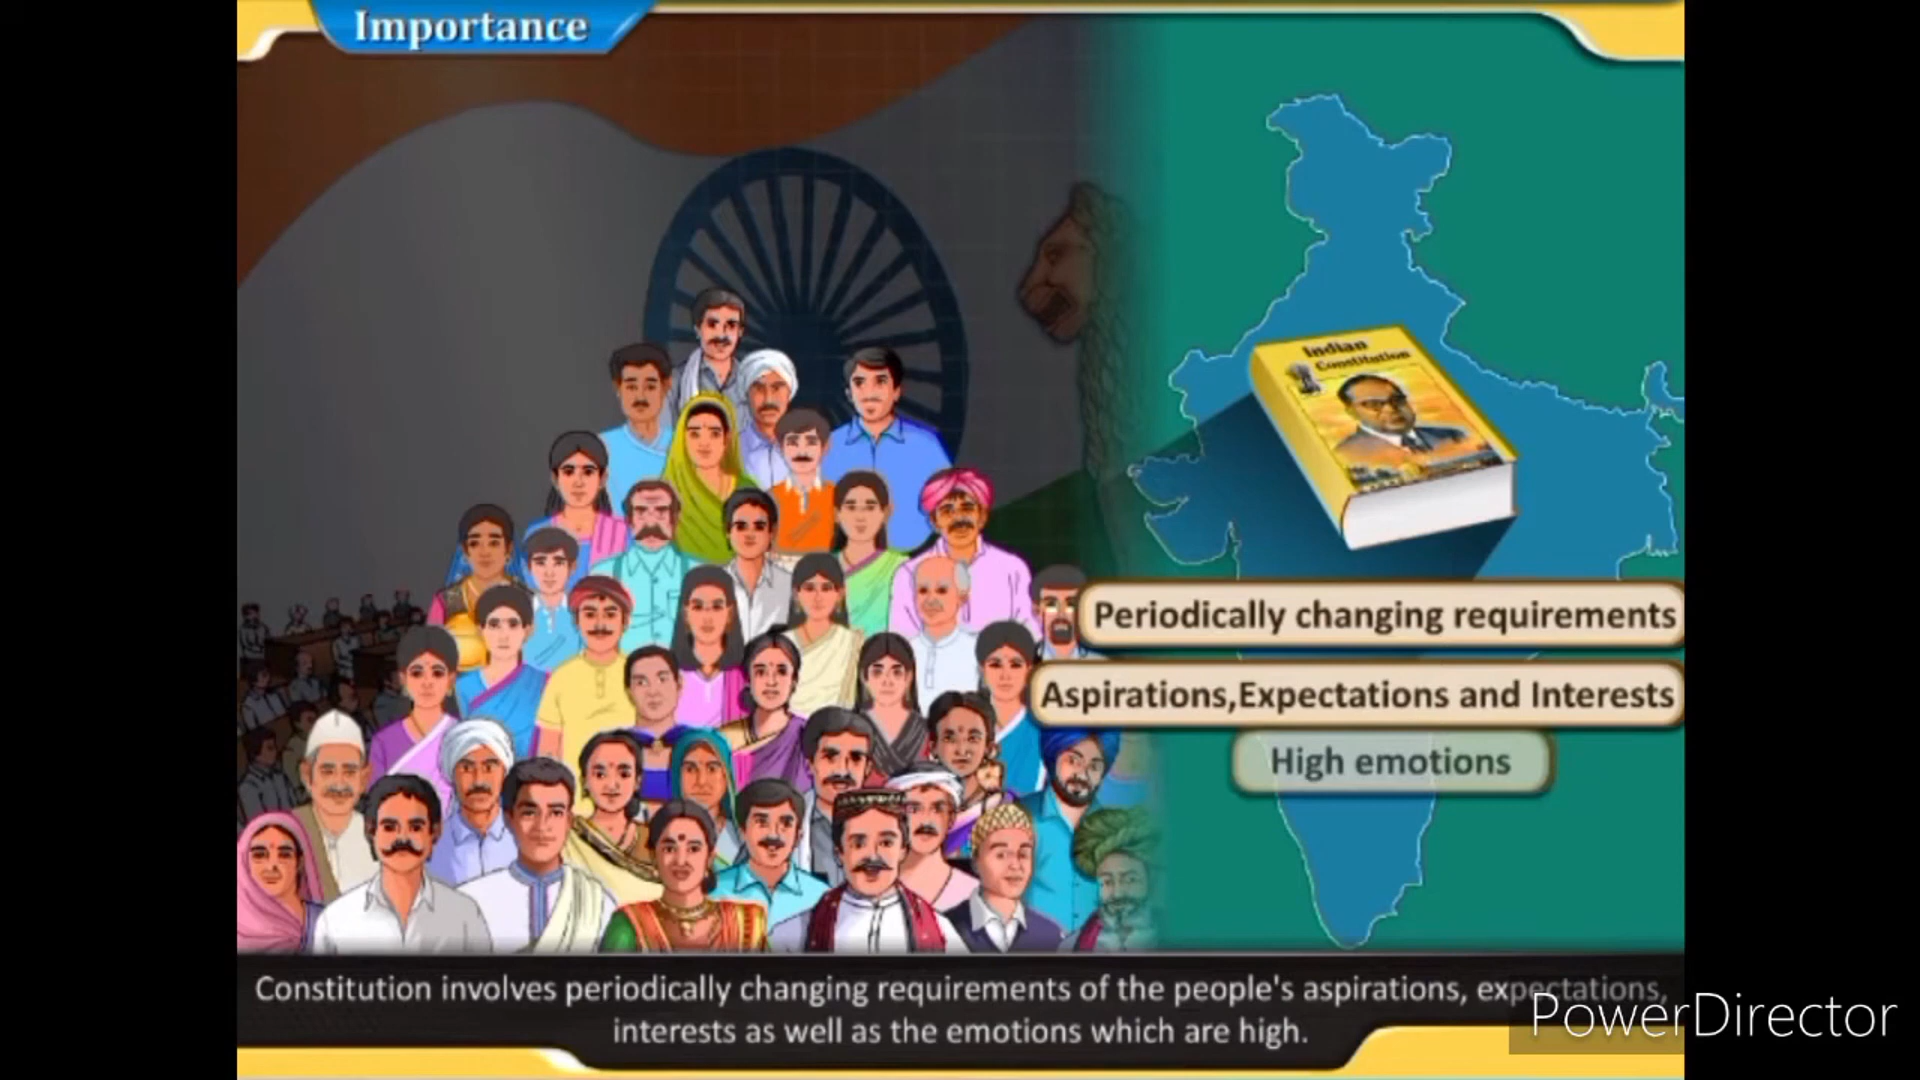 Importance
Indian
Constitution
Periodically changing requirements
Aspirations,Expectations and Interests
High emotions
Constitution involves periodically changing requirements of the people's aspirations, expectations,
interests as well as the emotions which are high.
PowerDirector